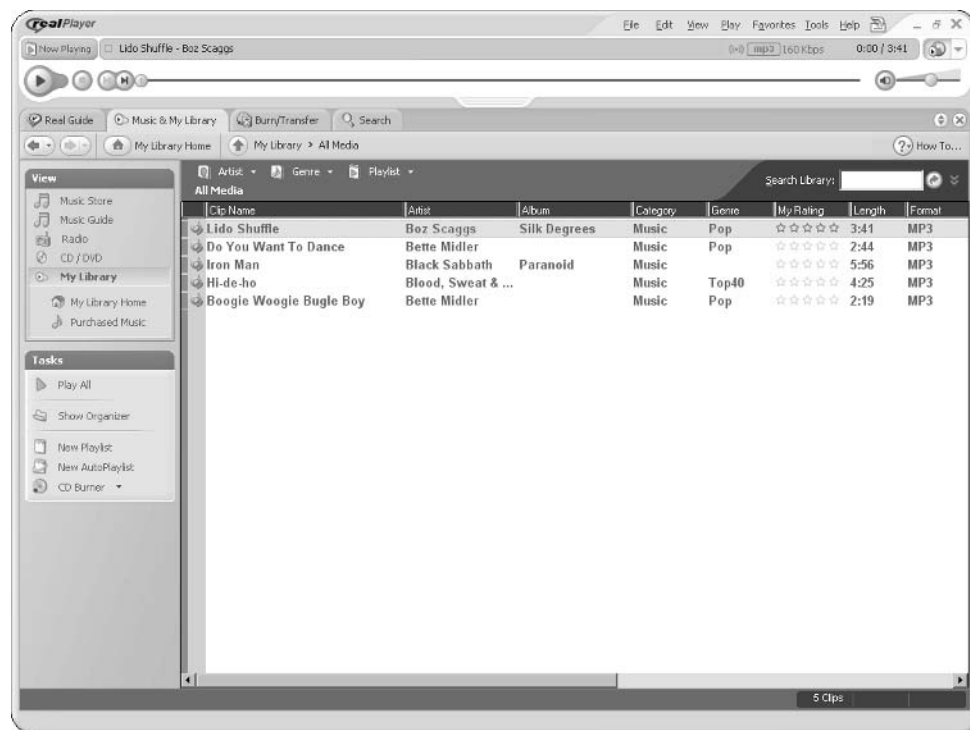 realPlayer File Edit View Play Favorites Tools Help
Now Playing Lido Shuffle - Boz Scaggs mp3 160 Kbps 0:00 / 3:41
Real Guide Music & My Library Burn/Transfer Search
My Library Home My Library > All Media How To...
View
Music Store
Music Guide
Radio
CD / DVD
My Library
My Library Home
Purchased Music
Tasks
Play All
Show Organizer
New Playlist
New AutoPlaylist
CD Burner
Artist Genre Playlist
All Media
Search Library:
Clip Name Artist Album Category Genre My Rating Length Format
Lido Shuffle Boz Scaggs Silk Degrees Music Pop 3:41 MP3
Do You Want To Dance Bette Midler Music Pop 2:44 MP3
Iron Man Black Sabbath Paranoid Music 5:56 MP3
Hi-de-ho Blood, Sweat & ... Music Top40 4:25 MP3
Boogie Woogie Bugle Boy Bette Midler Music Pop 2:19 MP3
5 Clips